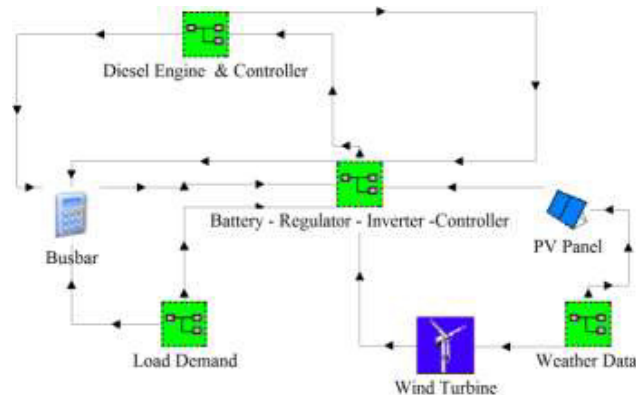 Diesel Engine & Controller
Battery - Regulator - Inverter -Controller
Busbar
PV Panel
Load Demand
Weather Data
Wind Turbine